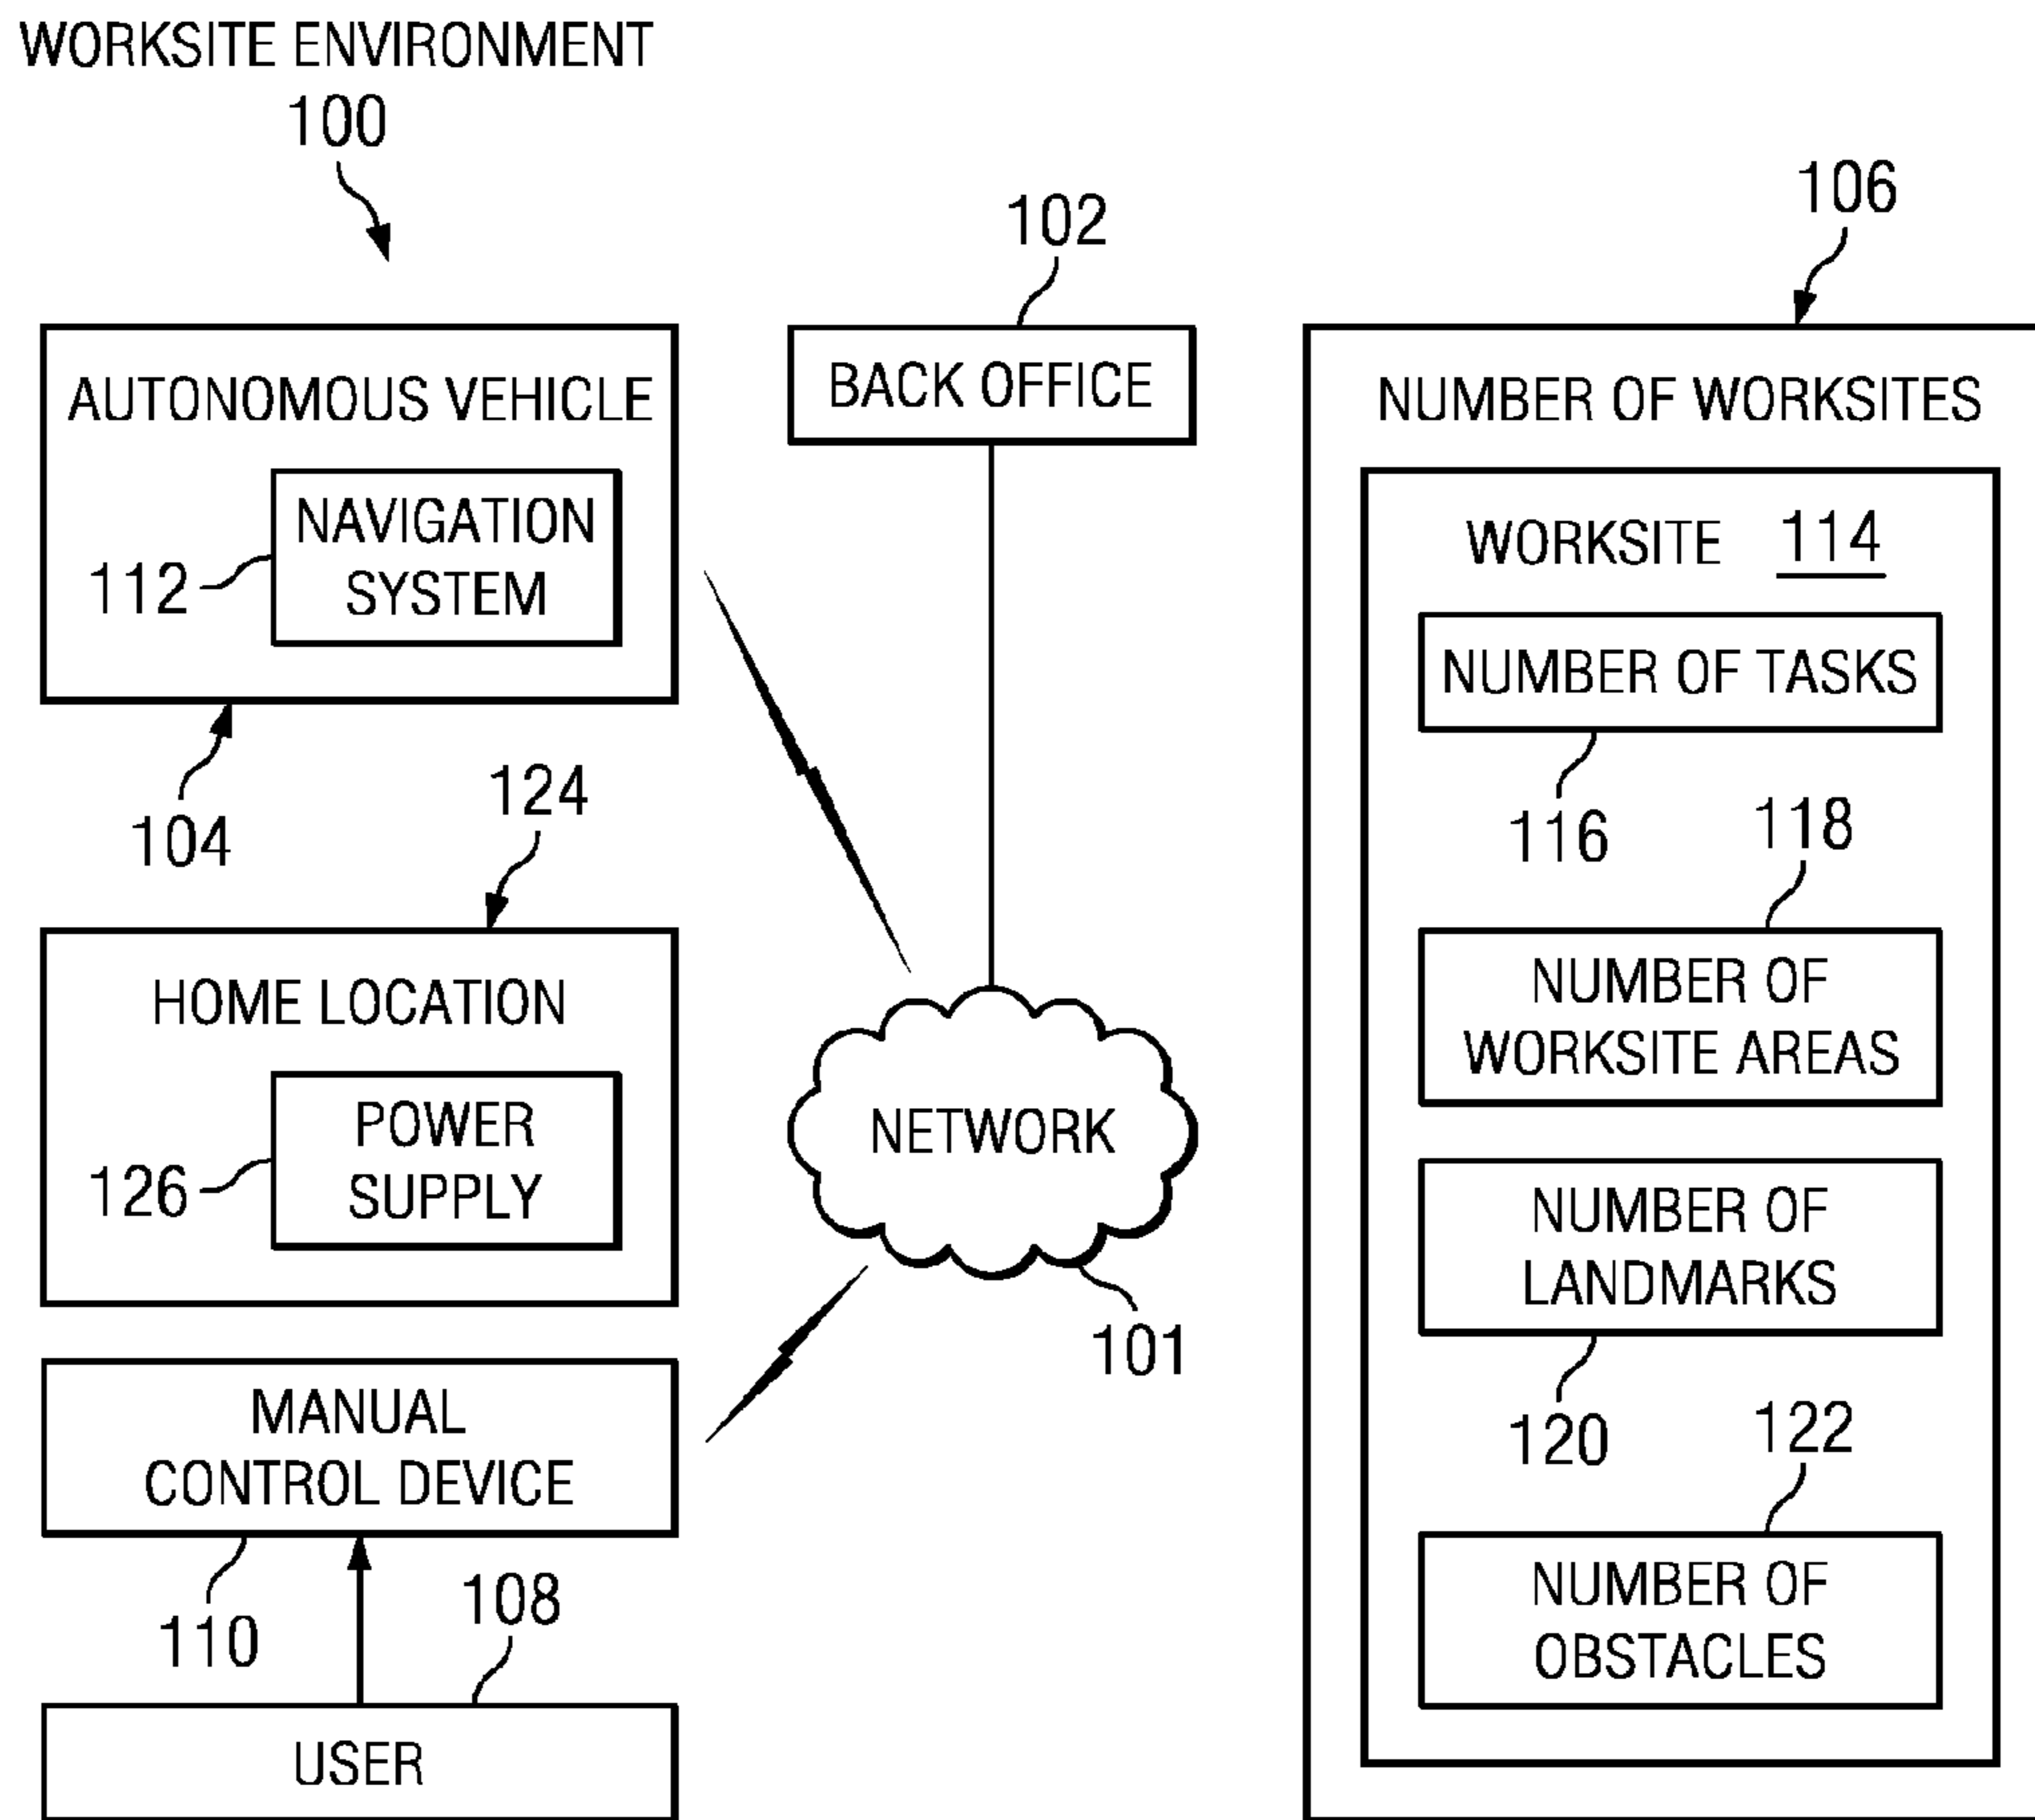 WORKSITE ENVIRONMENT
100
AUTONOMOUS VEHICLE
NAVIGATION
SYSTEM
112
104
124
HOME LOCATION
POWER
SUPPLY
126
MANUAL
CONTROL DEVICE
110
108
USER
102
BACK OFFICE
NETWORK
101
106
NUMBER OF WORKSITES
WORKSITE 114
NUMBER OF TASKS
116
118
NUMBER OF
WORKSITE AREAS
NUMBER OF
LANDMARKS
120
122
NUMBER OF
OBSTACLES